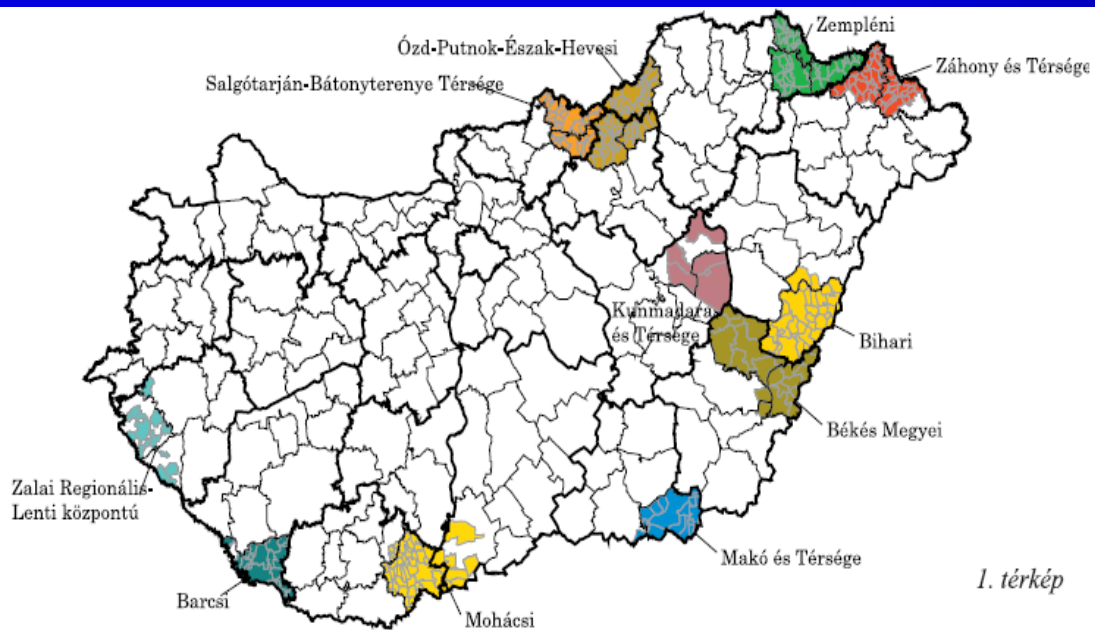 Zempléni
Ózd-Putnok-Észak-Hevesi
Záhony és Térsége
Salgótarján-Bátonyterenye Térsége
Kunmadara
és Térsége
Bihari
Békés Megyei
Zalai Regionális-
Lenti központú
Makó és Térsége
1. térkép
Barcsi
Mohácsi